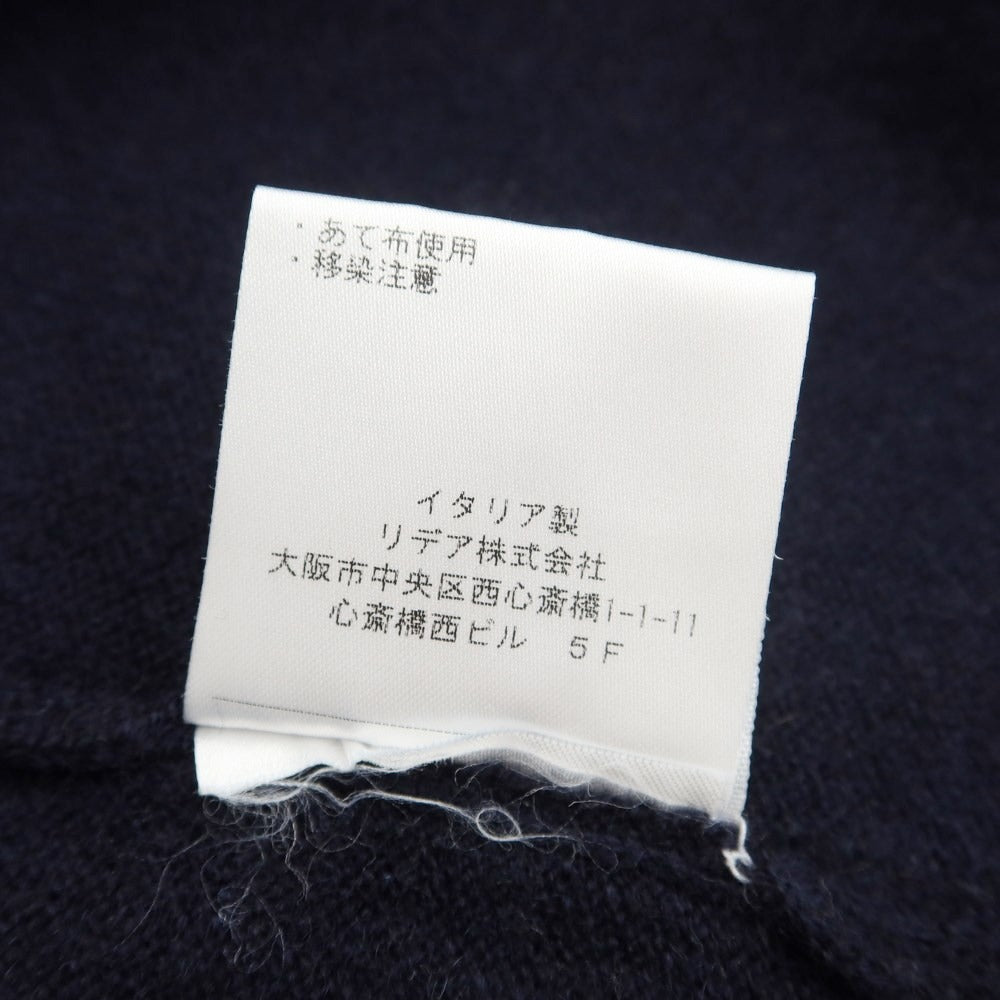 ・あて布使用
・移染注意
イタリア製
リデア株式会社
大阪市中央区西心斎橋1-1-11
心斎橋西ビル 5F